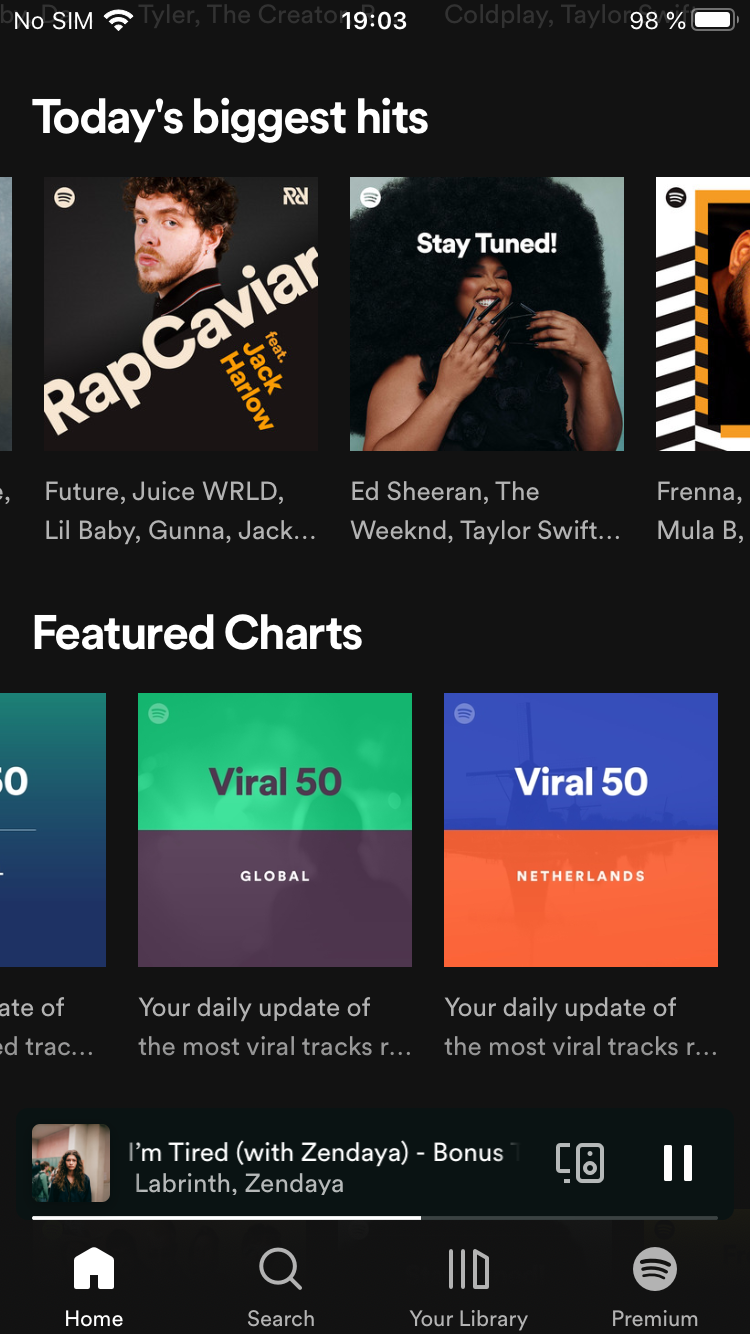 Tyler, The Creator,
Coldplay, Taylor Swift
No SIM 19:03 98 %
Today's biggest hits
RapCaviar
feat.
Jack
Harlow
Stay Tuned!
Future, Juice WRLD,
Lil Baby, Gunna, Jack...
Ed Sheeran, The
Weeknd, Taylor Swift...
Frenna,
Mula B,
Featured Charts
50
Viral 50
GLOBAL
Viral 50
NETHERLANDS
ate of
ed trac...
Your daily update of
the most viral tracks r...
Your daily update of
the most viral tracks r...
I'm Tired (with Zendaya) - Bonus T
Labrinth, Zendaya
Home
Search
Your Library
Premium